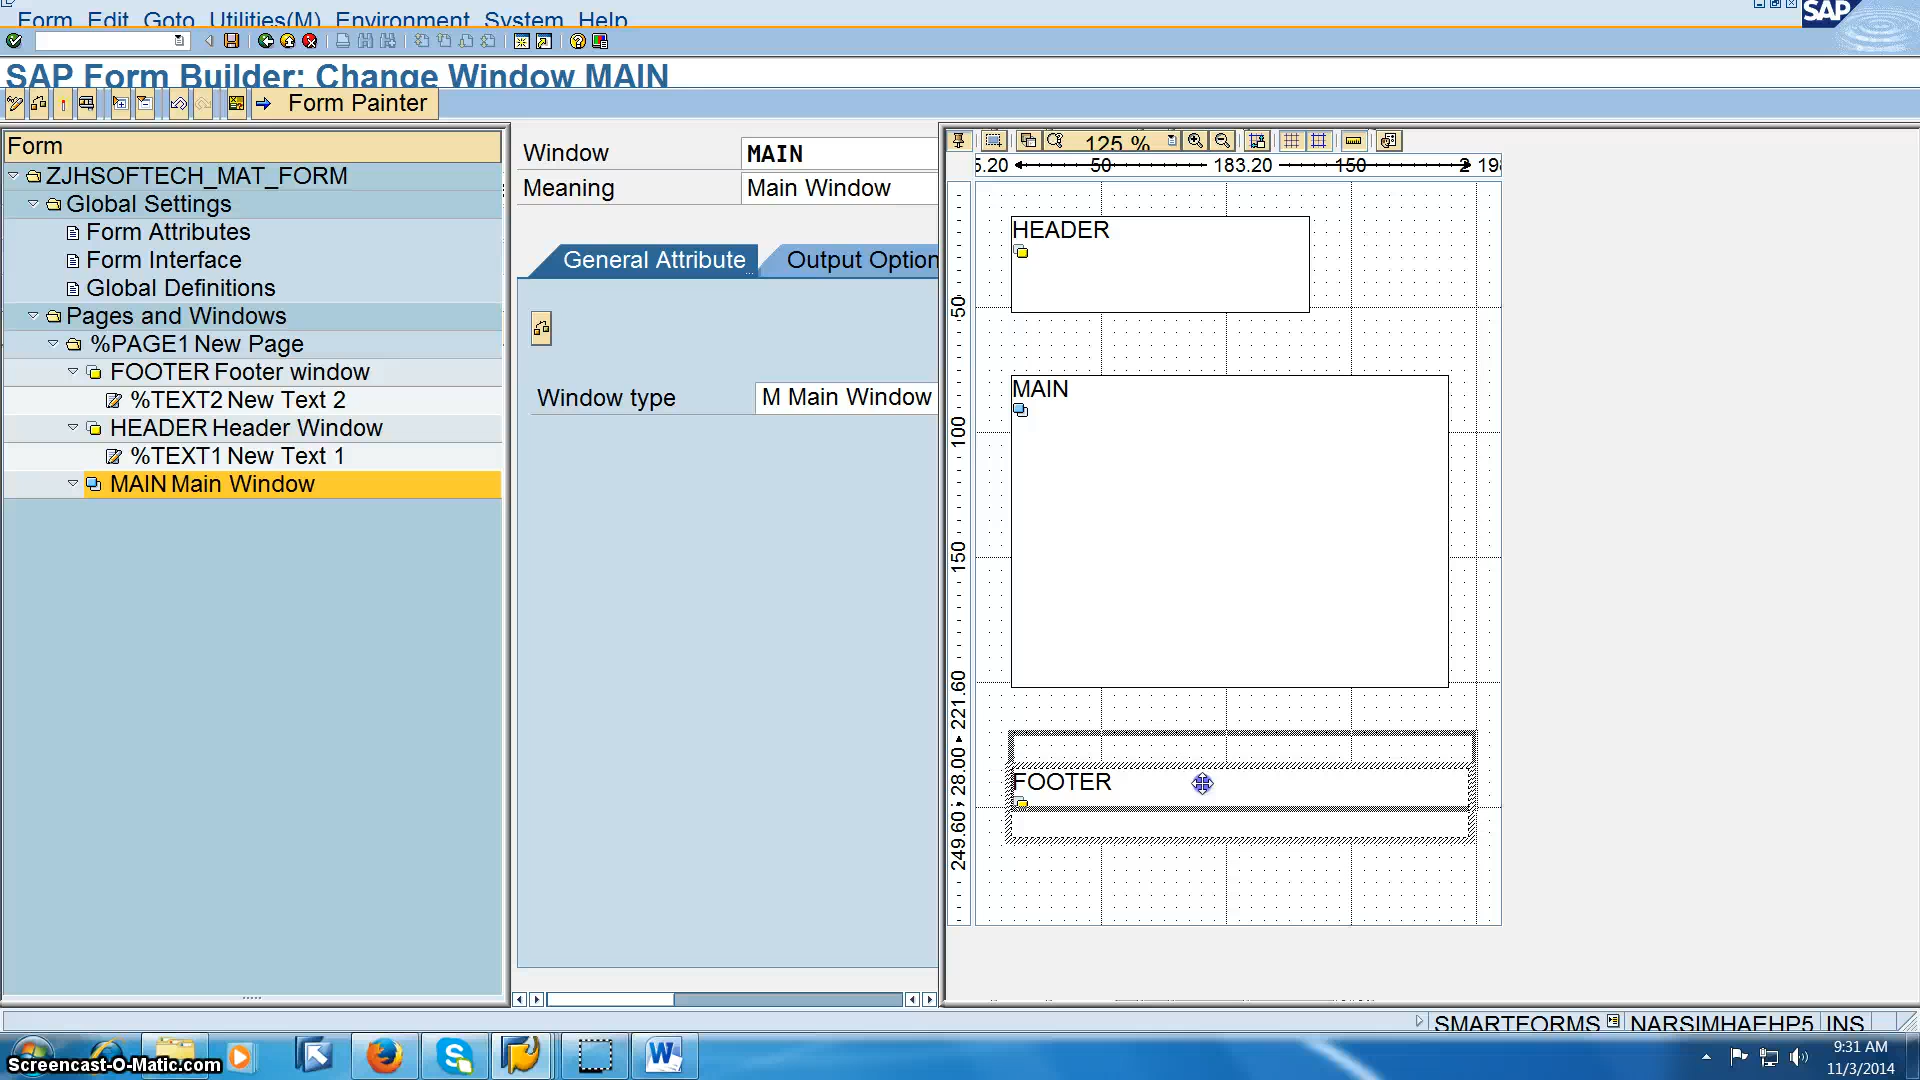 Form Edit Goto Utilities(M) Environment System Help
SAP
SAP Form Builder: Change Window MAIN
Form Painter
Form
ZJHSOFTECH_MAT_FORM
Global Settings
Form Attributes
Form Interface
Global Definitions
Pages and Windows
%PAGE1 New Page
FOOTER Footer window
%TEXT2 New Text 2
HEADER Header Window
%TEXT1 New Text 1
MAIN Main Window
Window MAIN
Meaning Main Window
General Attribute Output Option
Window type M Main Window
125 %
5.20 50 183.20 150 2 198
50
100
150
221.60
28.00
249.60
HEADER
MAIN
FOOTER
SMARTFORMS NARSIMHAEHP5 INS
Screencast-O-Matic.com
9:31 AM
11/3/2014